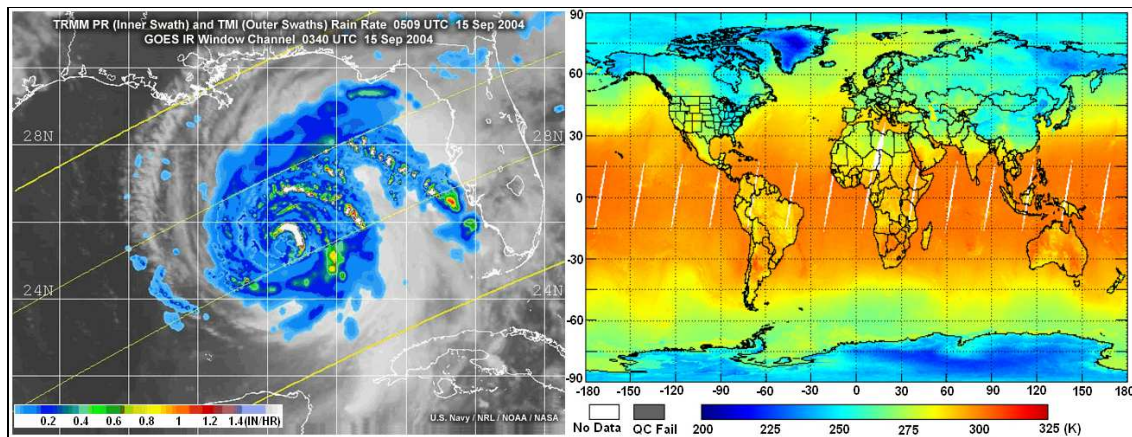 TRMM PR (Inner Swath) and TMI (Outer Swaths) Rain Rate 0509 UTC 15 Sep 2004
GOES IR Window Channel 0340 UTC 15 Sep 2004
28N 28N
24N 24N
0.2 0.4 0.6 0.8 1 1.2 1.4 (IN/HR)
U.S. Navy / NRL / NOAA / NASA
90
60
30
0
-30
-60
-90
-180 -150 -120 -90 -60 -30 0 30 60 90 120 150 180
No Data QC Fail 200 225 250 275 300 325 (K)